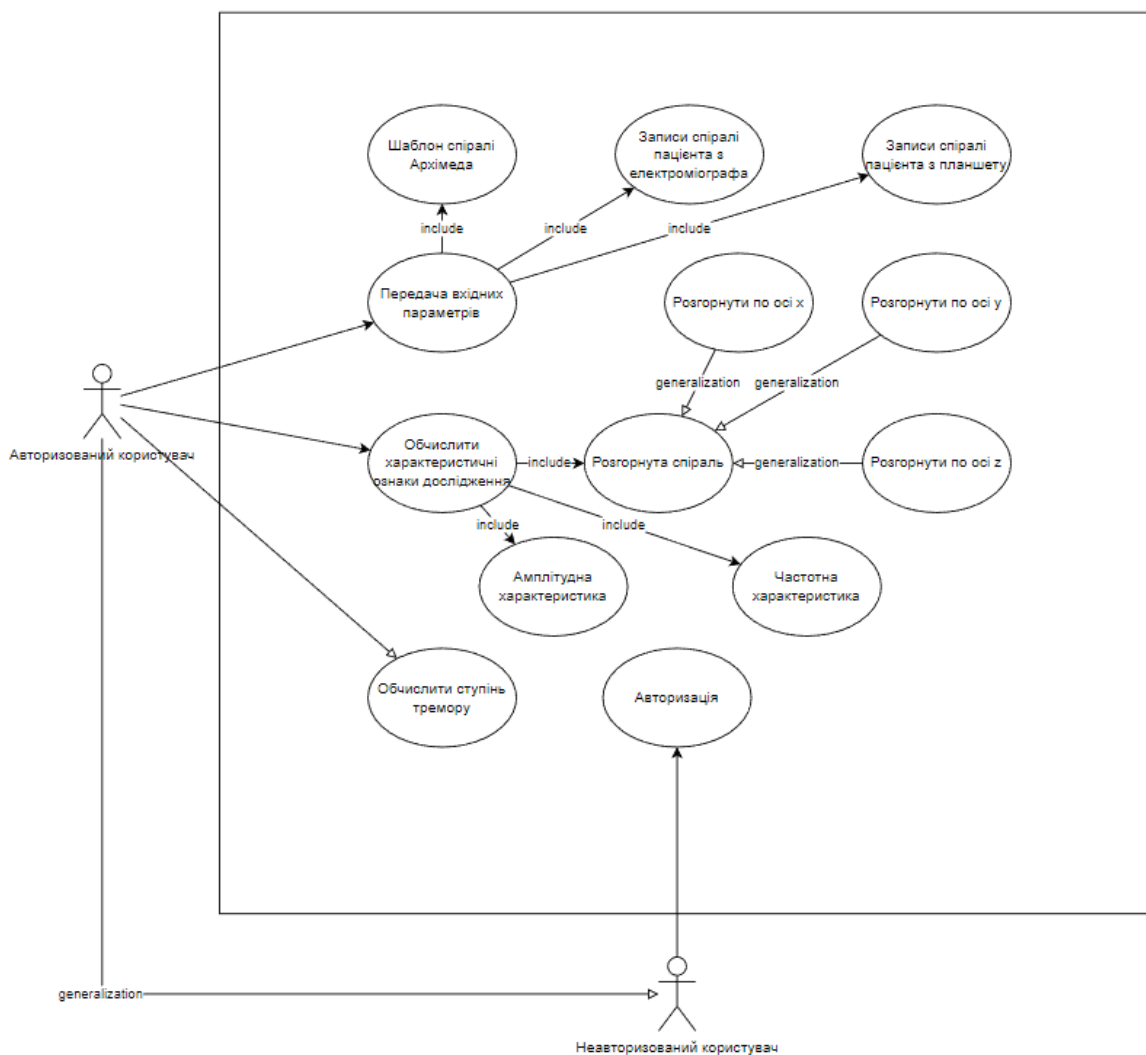 Шаблон спіралі
Архімеда
Записи спіралі
пацієнта з
електроміографа
Записи спіралі
пацієнта з планшету
include
include
include
Передача вхідних
параметрів
Розгорнути по осі x
Розгорнути по осі y
generalization
generalization
Авторизований користувач
Обчислити
характеристичні
ознаки дослідження
include
Розгорнута спіраль
generalization
Розгорнути по осі z
include
include
Амплітудна
характеристика
Частотна
характеристика
Обчислити ступінь
тремору
Авторизація
generalization
Неавторизований користувач